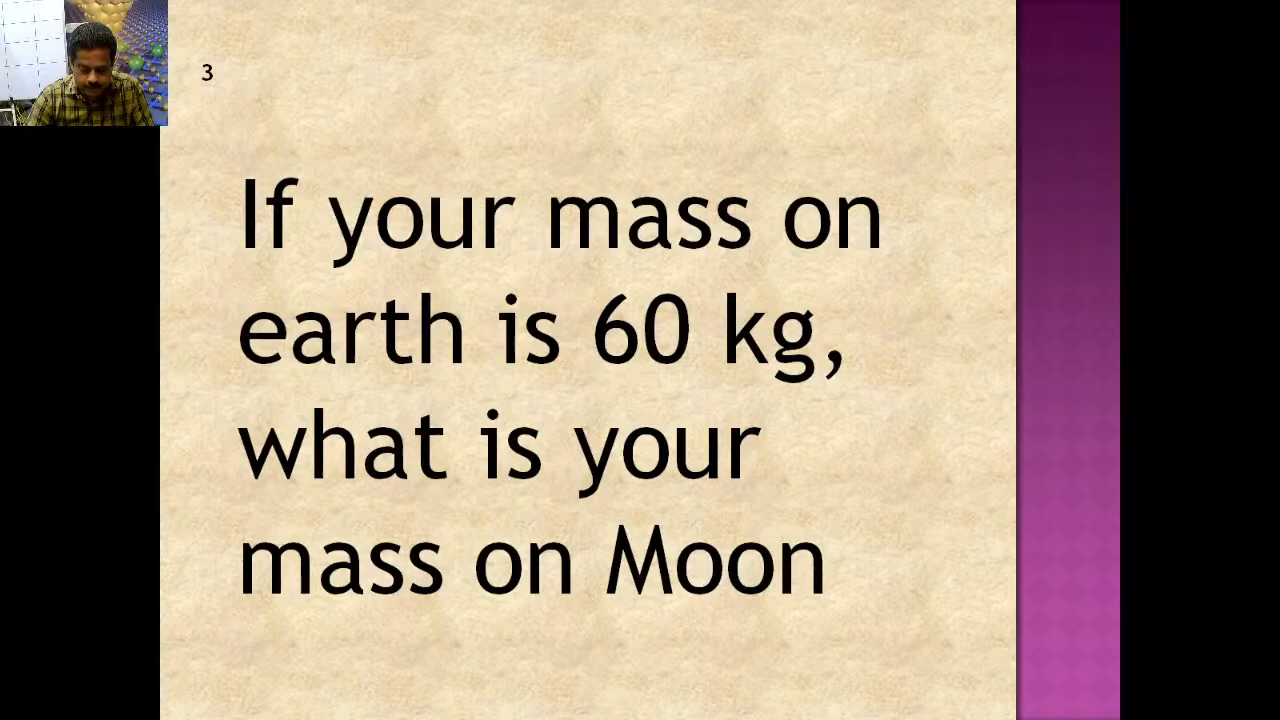 3
If your mass on
earth is 60 kg,
what is your
mass on Moon